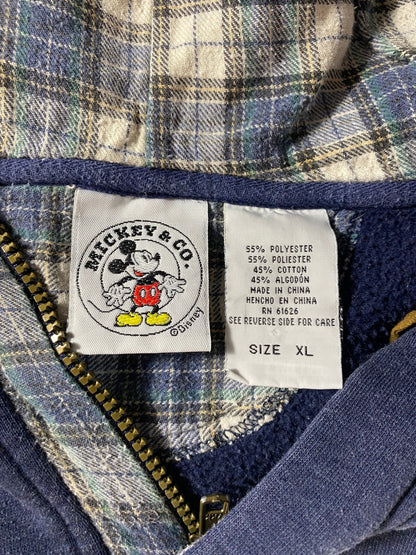 MICKEY & CO.
©Disney
55% POLYESTER
55% POLIESTER
45% COTTON
45% ALGODÓN
MADE IN CHINA
HENCHO EN CHINA
RN 61626
SEE REVERSE SIDE FOR CARE
SIZE XL